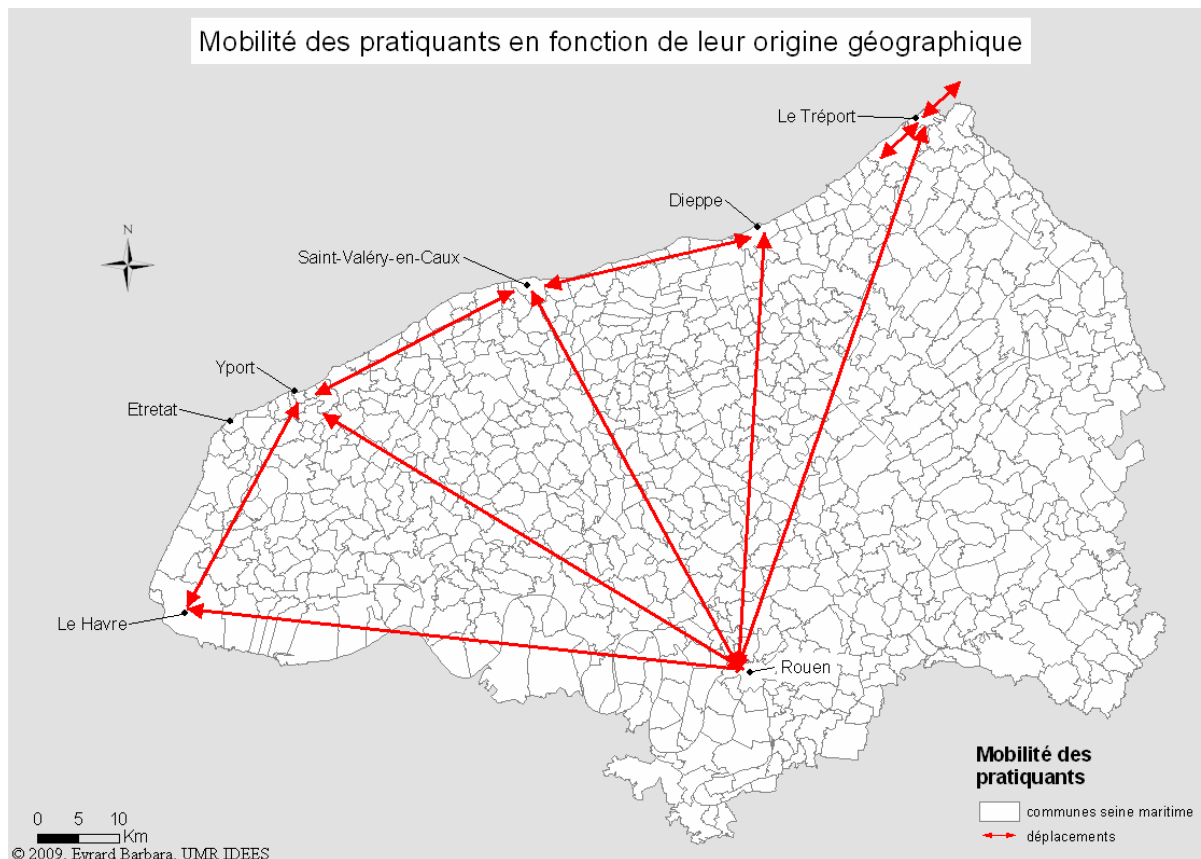 Mobilité des pratiquants en fonction de leur origine géographique
Le Tréport
Dieppe
N
Saint-Valéry-en-Caux
Yport
Etretat
Le Havre
Rouen
Mobilité des
pratiquants
communes seine maritime
déplacements
0 5 10
Km
© 2009, Evrard Barbara, UMR IDEES